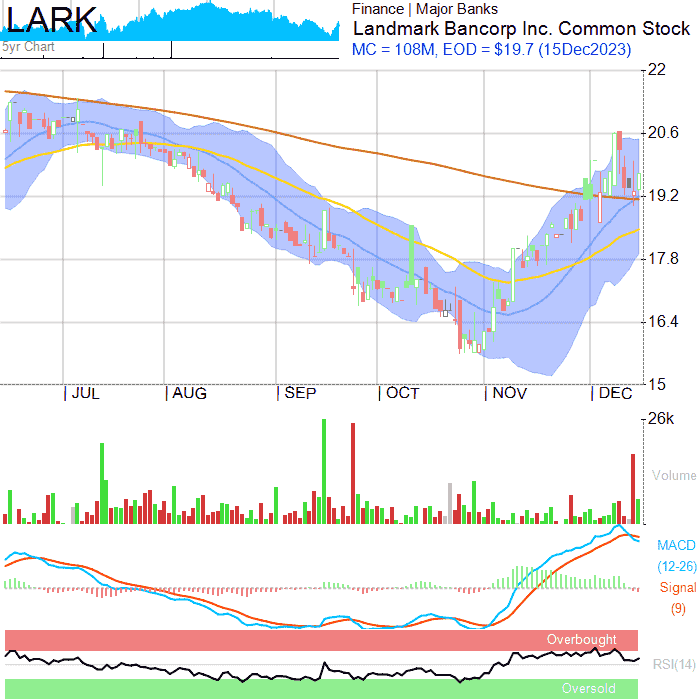 LARK
5yr Chart
Finance | Major Banks
Landmark Bancorp Inc. Common Stock
MC = 108M, EOD = $19.7 (15Dec2023)
22
20.6
19.2
17.8
16.4
15
JUL AUG SEP OCT NOV DEC
26k
Volume
MACD
(12-26)
Signal
(9)
Overbought
RSI(14)
Oversold